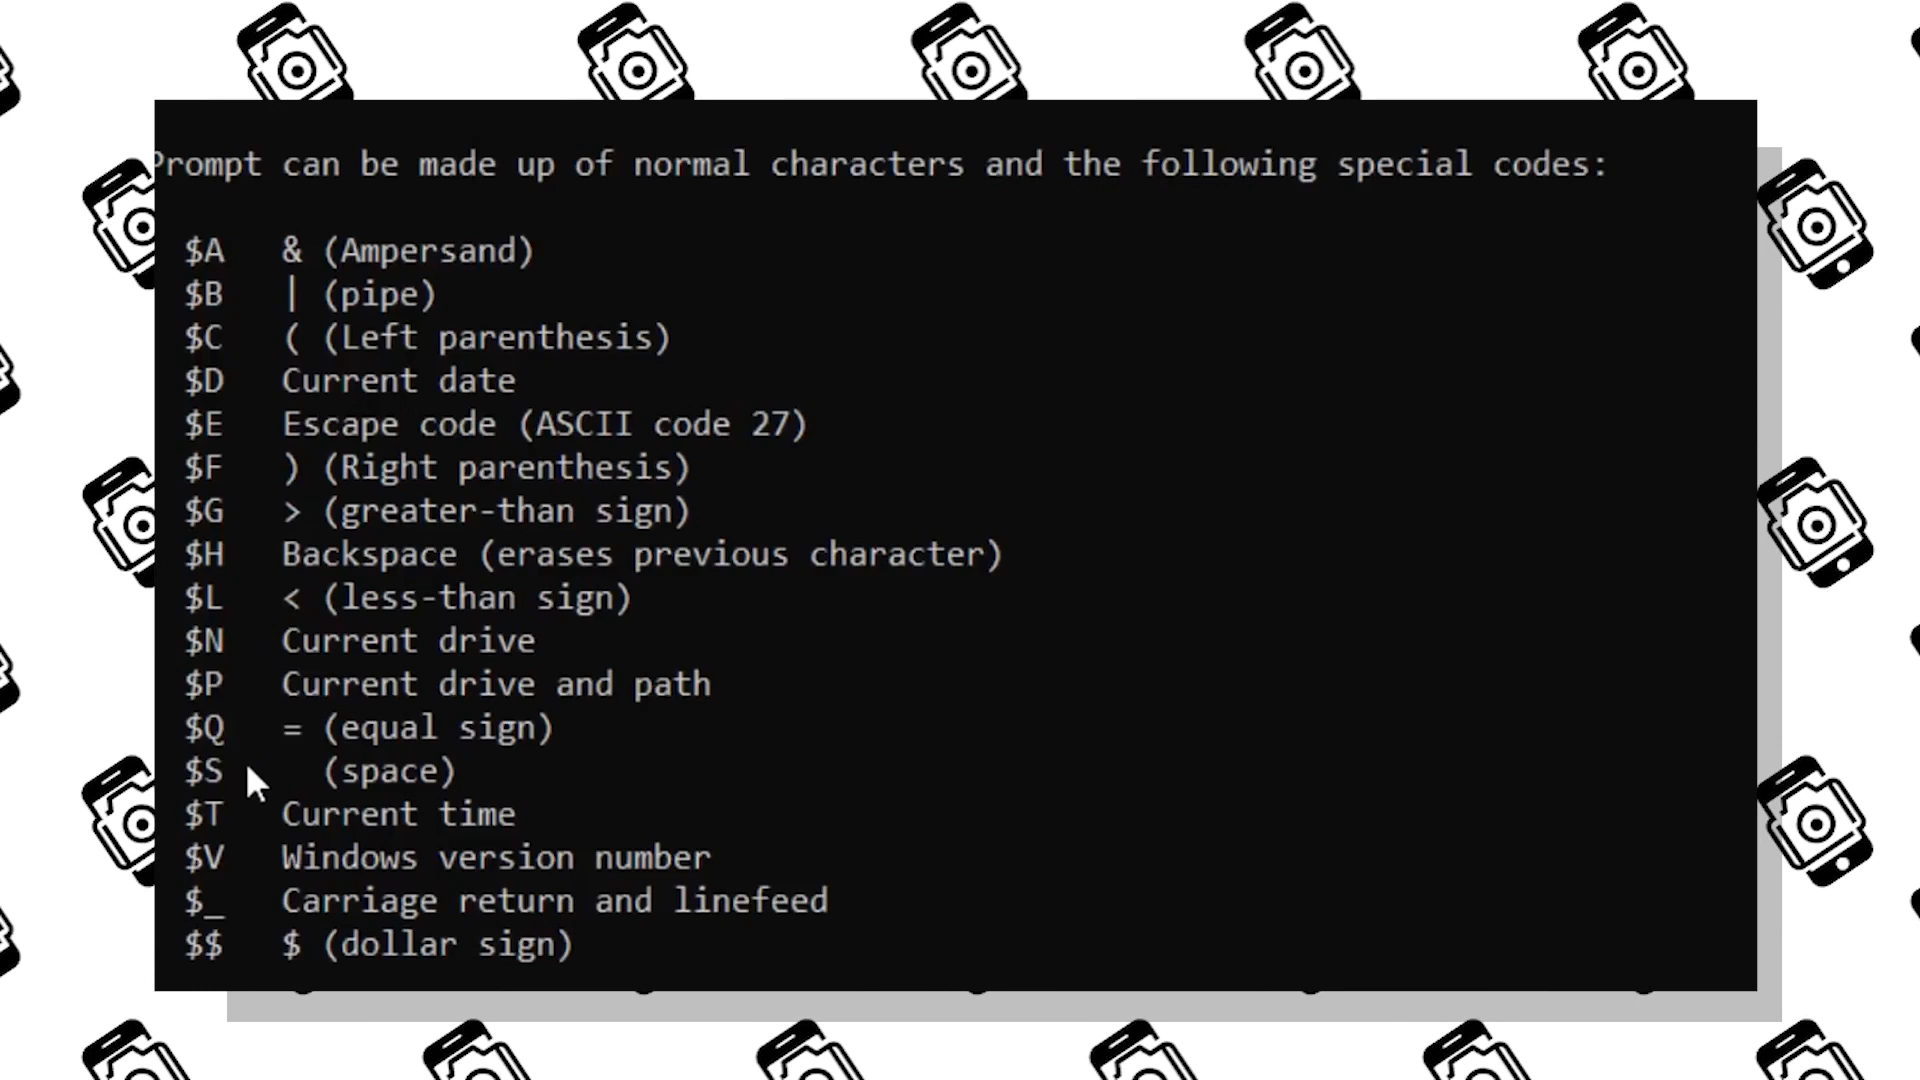 Prompt can be made up of normal characters and the following special codes:
$A & (Ampersand)
$B | (pipe)
$C ( (Left parenthesis)
$D Current date
$E Escape code (ASCII code 27)
$F ) (Right parenthesis)
$G > (greater-than sign)
$H Backspace (erases previous character)
$L < (less-than sign)
$N Current drive
$P Current drive and path
$Q = (equal sign)
$S (space)
$T Current time
$V Windows version number
$_ Carriage return and linefeed
$$ $ (dollar sign)